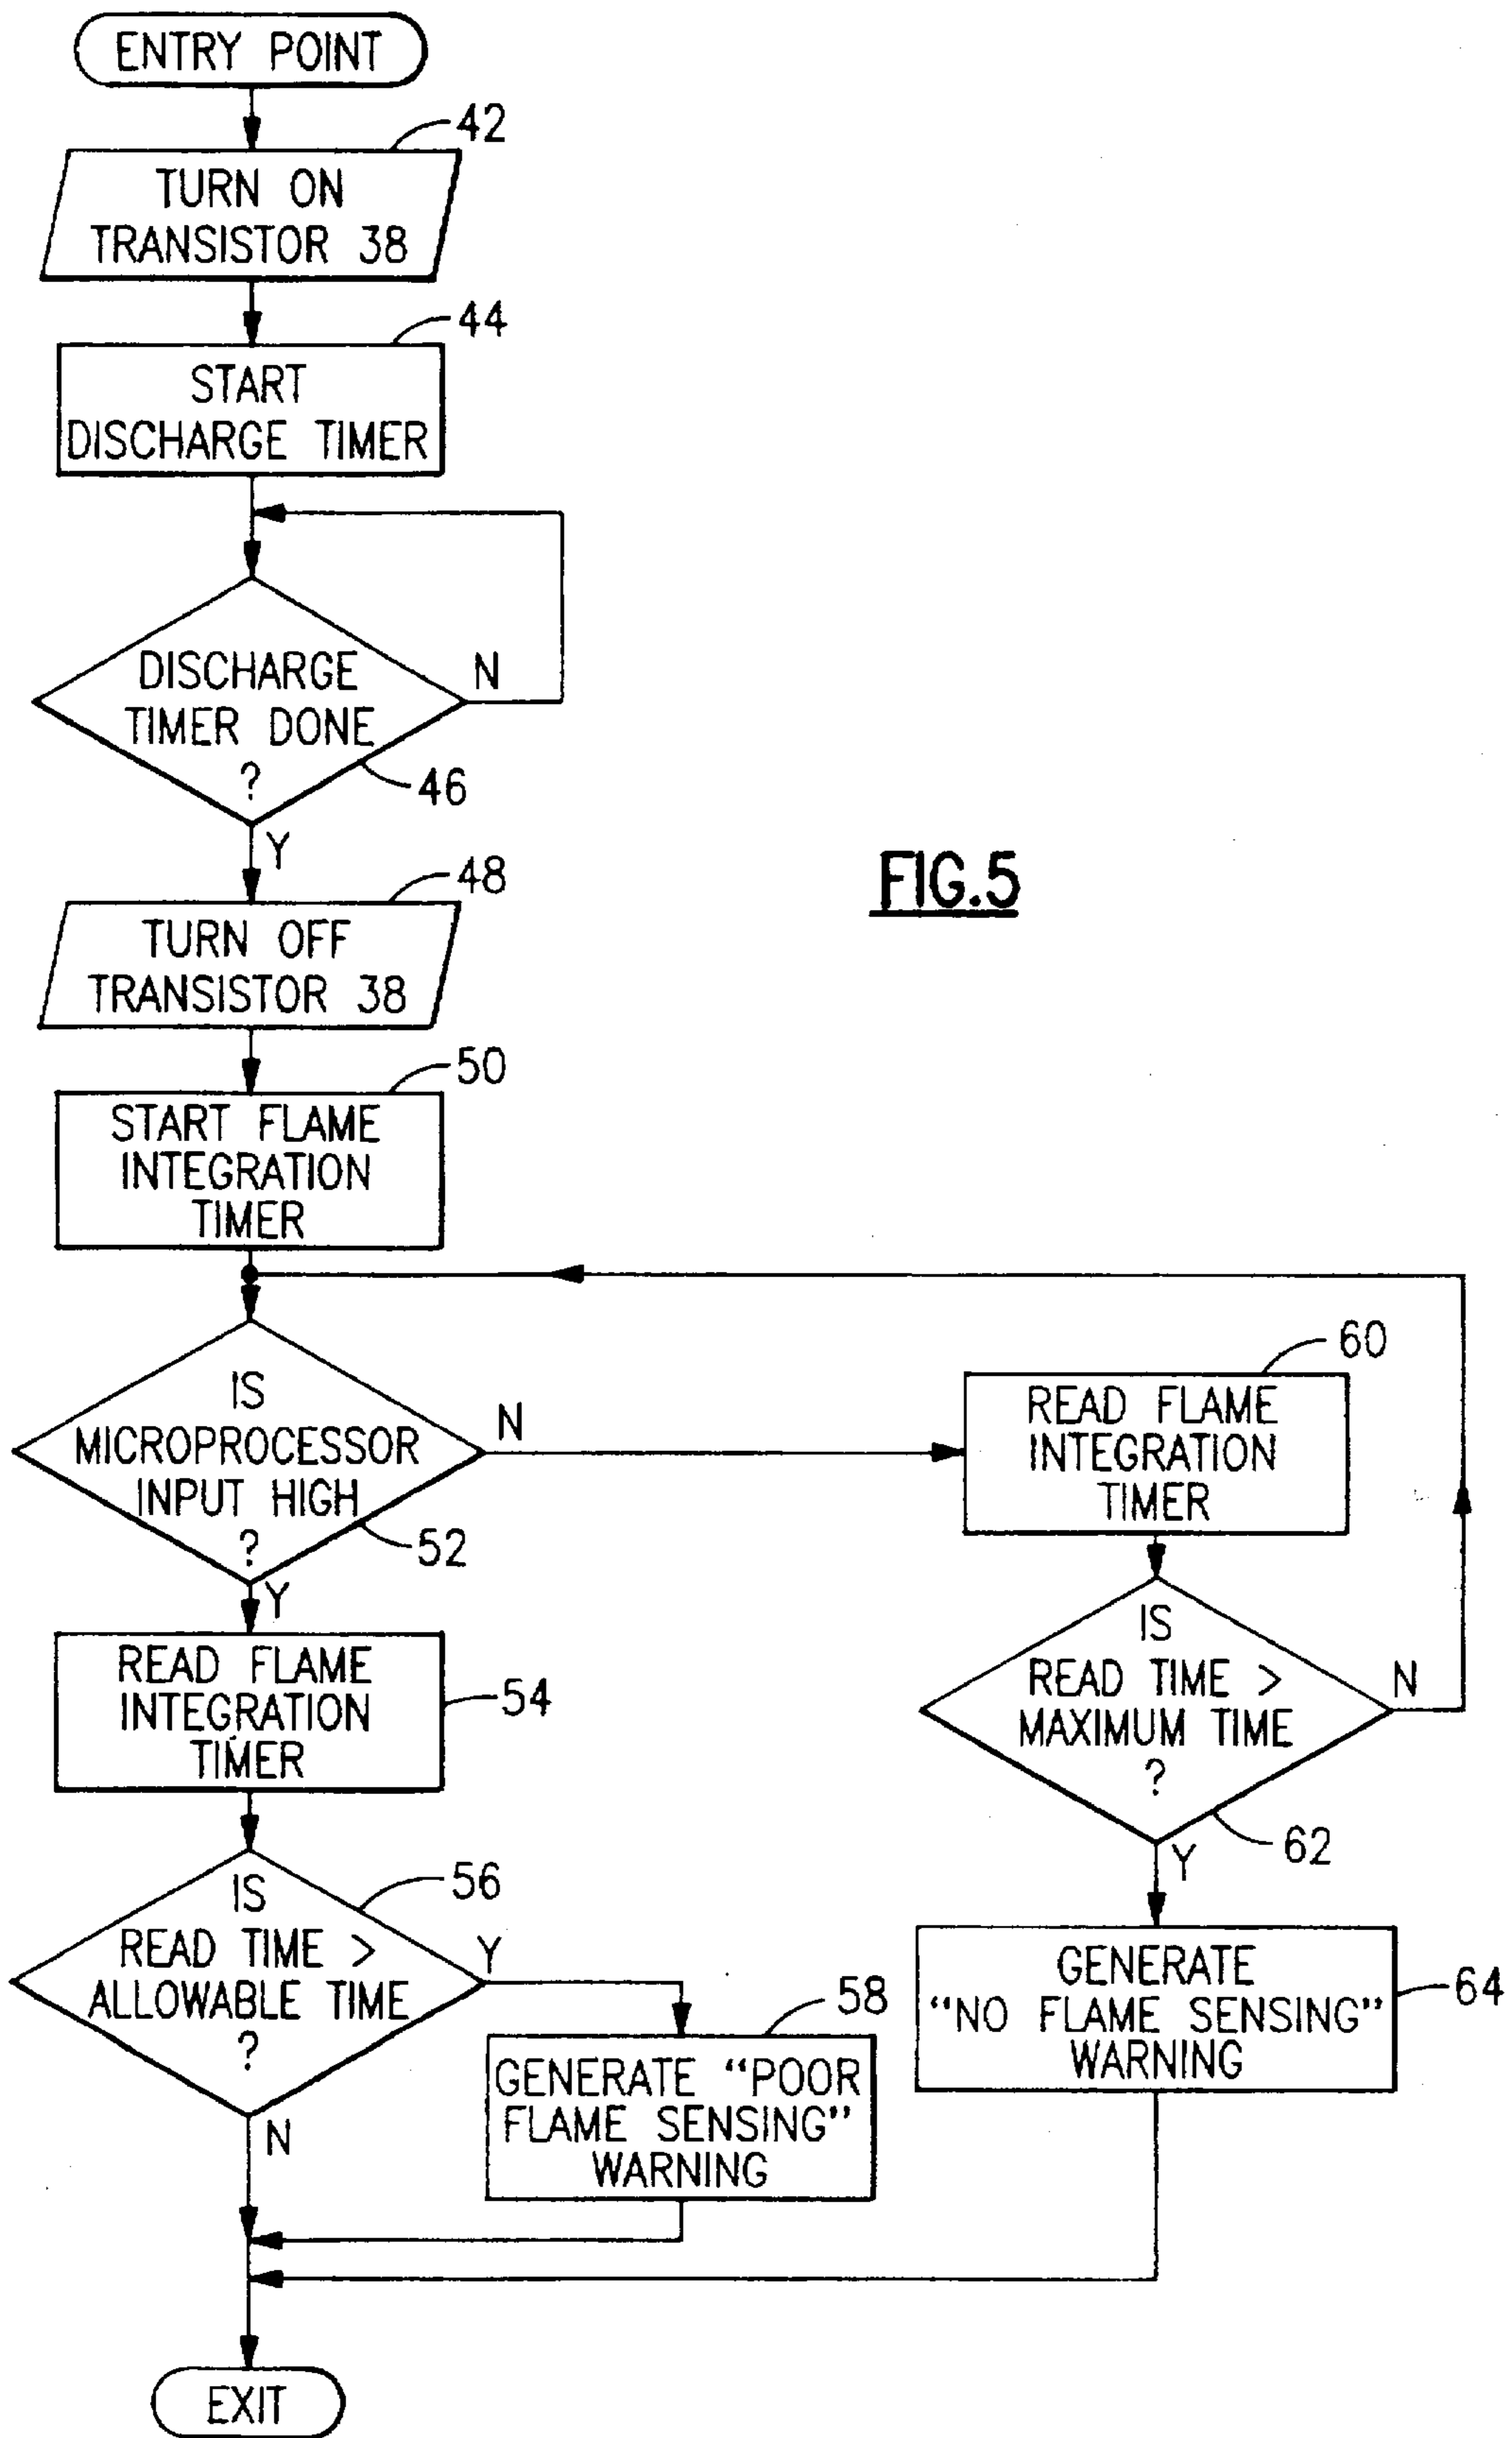 ENTRY POINT
42
TURN ON
TRANSISTOR 38
44
START
DISCHARGE TIMER
DISCHARGE
TIMER DONE
?
N
46
Y
48
TURN OFF
TRANSISTOR 38
FIG.5
50
START FLAME
INTEGRATION
TIMER
IS
MICROPROCESSOR
INPUT HIGH
?
N
52
Y
60
READ FLAME
INTEGRATION
TIMER
IS
READ TIME >
MAXIMUM TIME
?
N
62
Y
GENERATE
“NO FLAME SENSING”
WARNING
64
READ FLAME
INTEGRATION
TIMER
54
IS
READ TIME >
ALLOWABLE TIME
?
56
Y
N
58
GENERATE “POOR
FLAME SENSING”
WARNING
EXIT